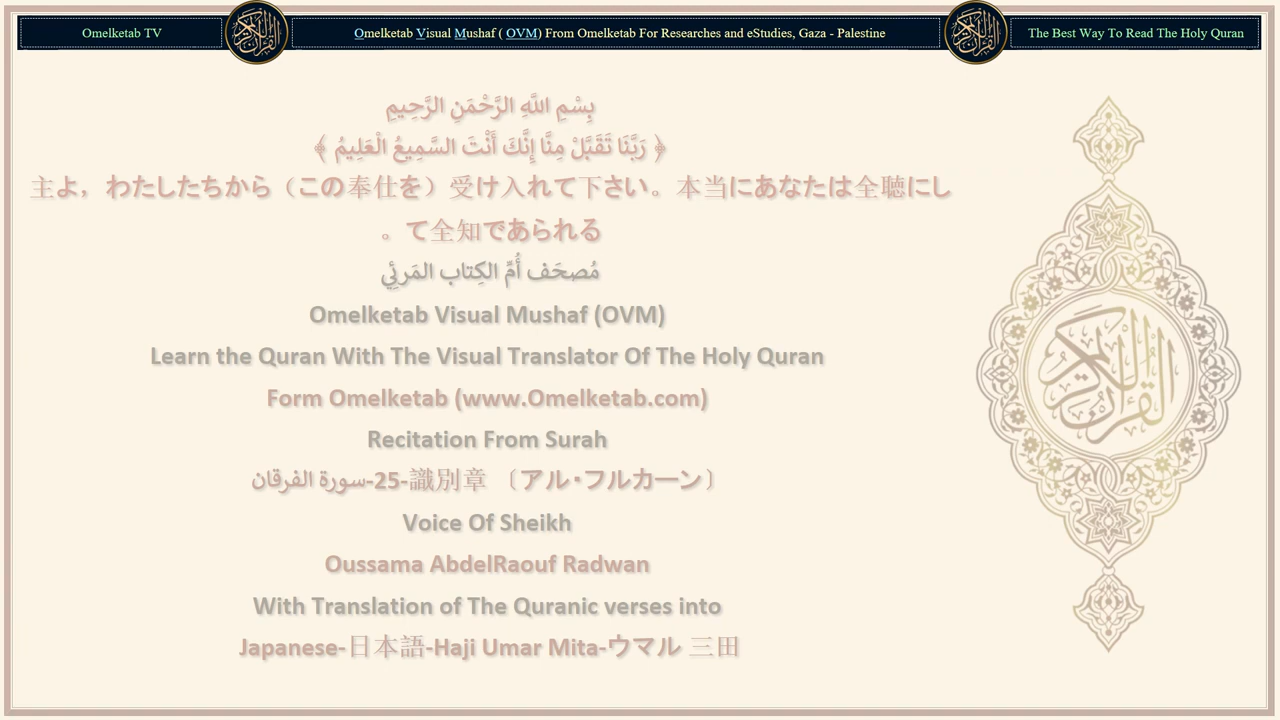 Omelketab TV
Omelketab Visual Mushaf ( OVM) From Omelketab For Researches and eStudies, Gaza - Palestine
The Best Way To Read The Holy Quran
بِسْمِ اللَّهِ الرَّحْمَنِ الرَّحِيمِ
﴿ رَبَّنَا تَقَبَّلْ مِنَّا إِنَّكَ أَنْتَ السَّمِيعُ الْعَلِيمُ ﴾
主よ，わたしたちから（この奉仕を）受け入れて下さい。本当にあなたは全聴にし
て全知であられる。
مُصحَف أُمِّ الكِتاب المَرئِي
Omelketab Visual Mushaf (OVM)
Learn the Quran With The Visual Translator Of The Holy Quran
Form Omelketab (www.Omelketab.com)
Recitation From Surah
سورة الفرقان-25-識別章 〔アル・フルカーン〕
Voice Of Sheikh
Oussama AbdelRaouf Radwan
With Translation of The Quranic verses into
Japanese-日本語-Haji Umar Mita-ウマル 三田
القرآن الكريم